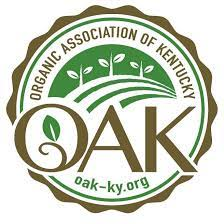 ORGANIC ASSOCIATION OF KENTUCKY
OAK
oak-ky.org